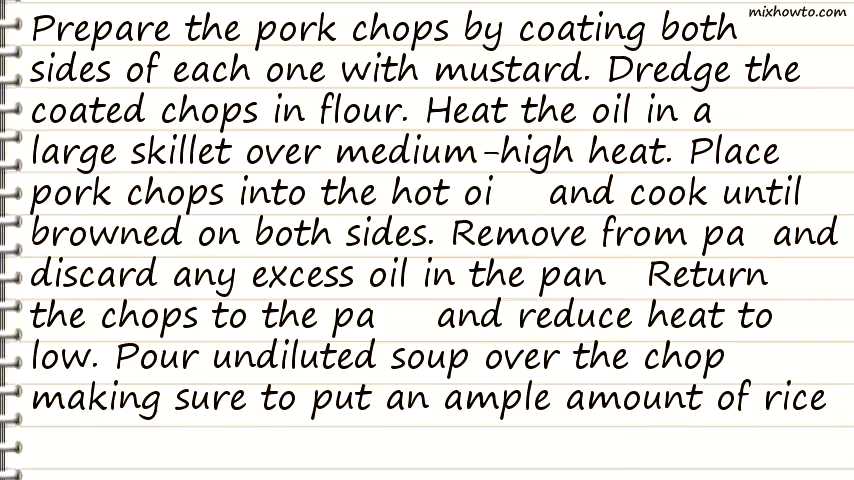 mixhowto.com
Prepare the pork chops by coating both
sides of each one with mustard. Dredge the
coated chops in flour. Heat the oil in a
large skillet over medium-high heat. Place
pork chops into the hot oi and cook until
browned on both sides. Remove from pa and
discard any excess oil in the pan Return
the chops to the pa and reduce heat to
low. Pour undiluted soup over the chop
making sure to put an ample amount of rice